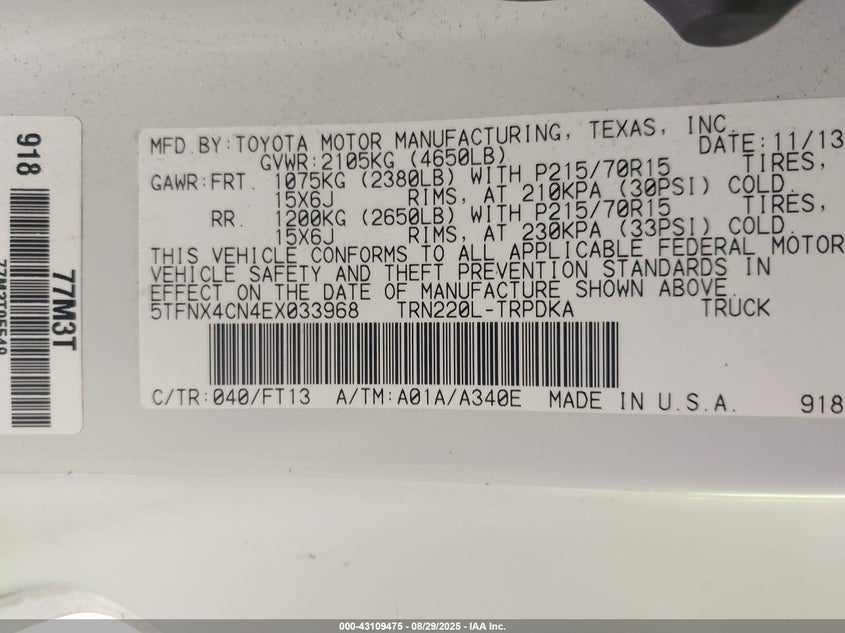 MFD.BY:TOYOTA MOTOR MANUFACTURING, TEXAS, INC.
DATE:11/13
GVWR:2105KG (4650LB)
GAWR:FRT. 1075KG (2380LB) WITH P215/70R15 TIRES,
15X6J RIMS, AT 210KPA (30PSI) COLD.
RR. 1200KG (2650LB) WITH P215/70R15 TIRES,
15X6J RIMS, AT 230KPA (33PSI) COLD.
THIS VEHICLE CONFORMS TO ALL APPLICABLE FEDERAL MOTOR
VEHICLE SAFETY AND THEFT PREVENTION STANDARDS IN
EFFECT ON THE DATE OF MANUFACTURE SHOWN ABOVE.
5TFNX4CN4EX033968 TRN220L-TRPDKA TRUCK
C/TR:040/FT13 A/TM:A01A/A340E MADE IN U.S.A. 918
918
77M3T
000-43109475 - 08/29/2025 - IAA Inc.